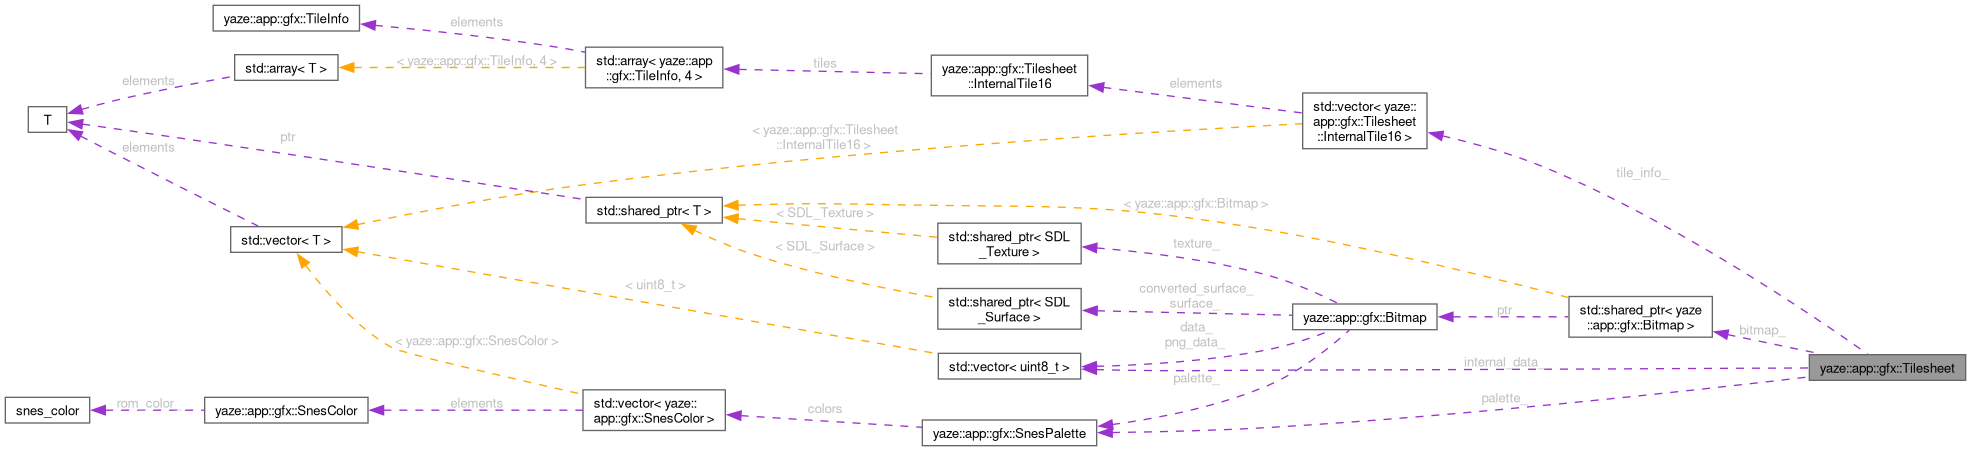 yaze::app::gfx::TileInfo
elements
std::array< T >
< yaze::app::gfx::TileInfo, 4 >
std::array< yaze::app
::gfx::TileInfo, 4 >
tiles
yaze::app::gfx::Tilesheet
::InternalTile16
elements
std::vector< yaze::
app::gfx::Tilesheet
::InternalTile16 >
elements
T
ptr
elements
< yaze::app::gfx::Tilesheet
::InternalTile16 >
tile_info_
std::shared_ptr< T >
< SDL_Texture >
< yaze::app::gfx::Bitmap >
std::vector< T >
std::shared_ptr< SDL
_Texture >
texture_
< SDL_Surface >
< uint8_t >
std::shared_ptr< SDL
_Surface >
converted_surface_
surface_
yaze::app::gfx::Bitmap
ptr
std::shared_ptr< yaze
::app::gfx::Bitmap >
bitmap_
data_
png_data_
< yaze::app::gfx::SnesColor >
std::vector< uint8_t >
internal_data_
yaze::app::gfx::Tilesheet
palette_
palette_
snes_color
rom_color
yaze::app::gfx::SnesColor
elements
std::vector< yaze::
app::gfx::SnesColor >
colors
yaze::app::gfx::SnesPalette